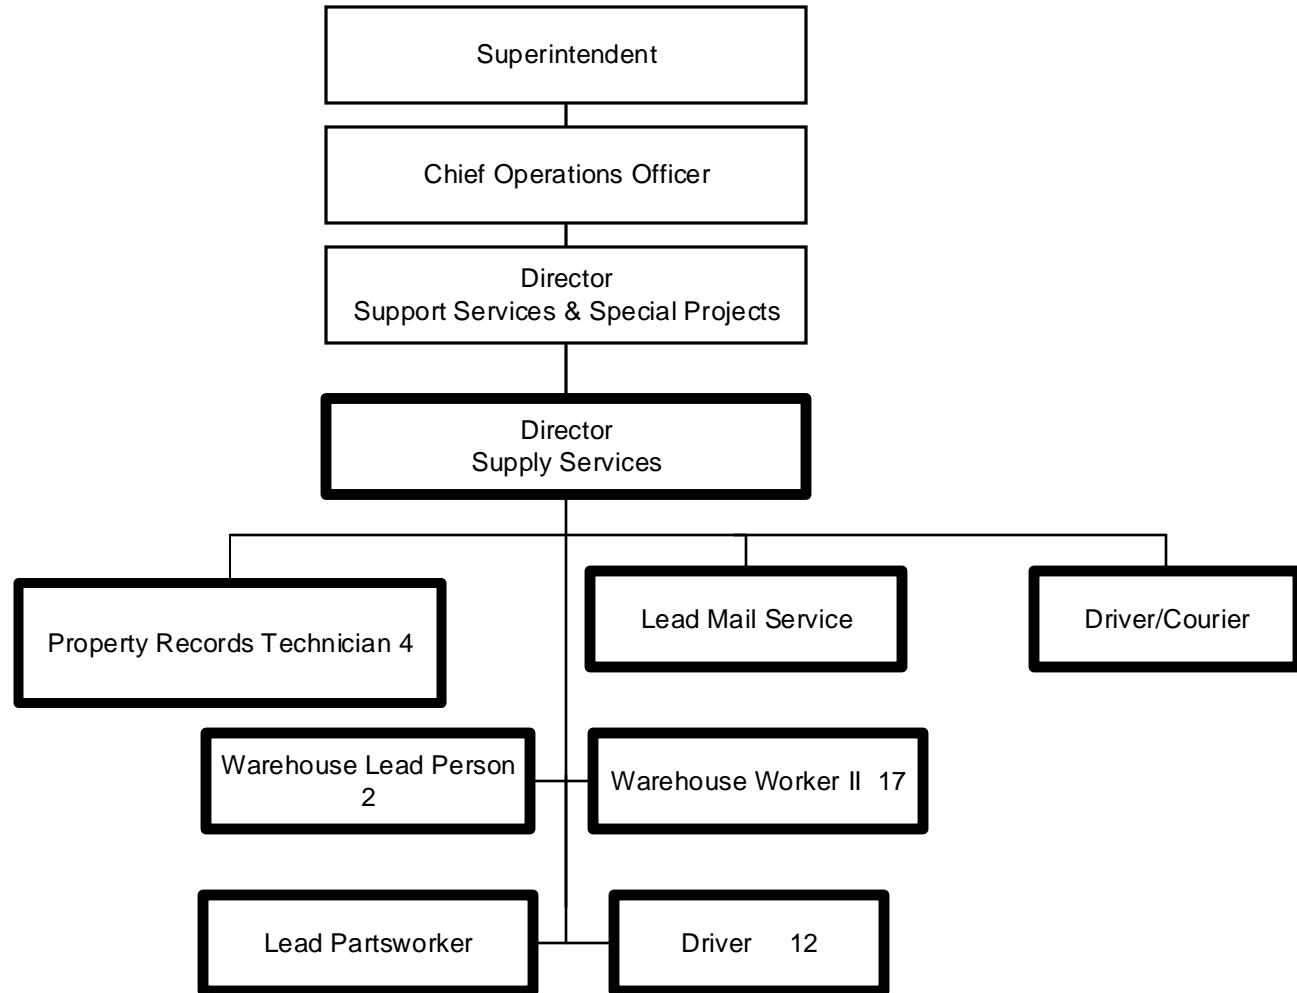 Superintendent
Chief Operations Officer
Director
Support Services & Special Projects
Director
Supply Services
Property Records Technician 4
Lead Mail Service
Driver/Courier
Warehouse Lead Person
2
Warehouse Worker II 17
Lead Partsworker
Driver 12